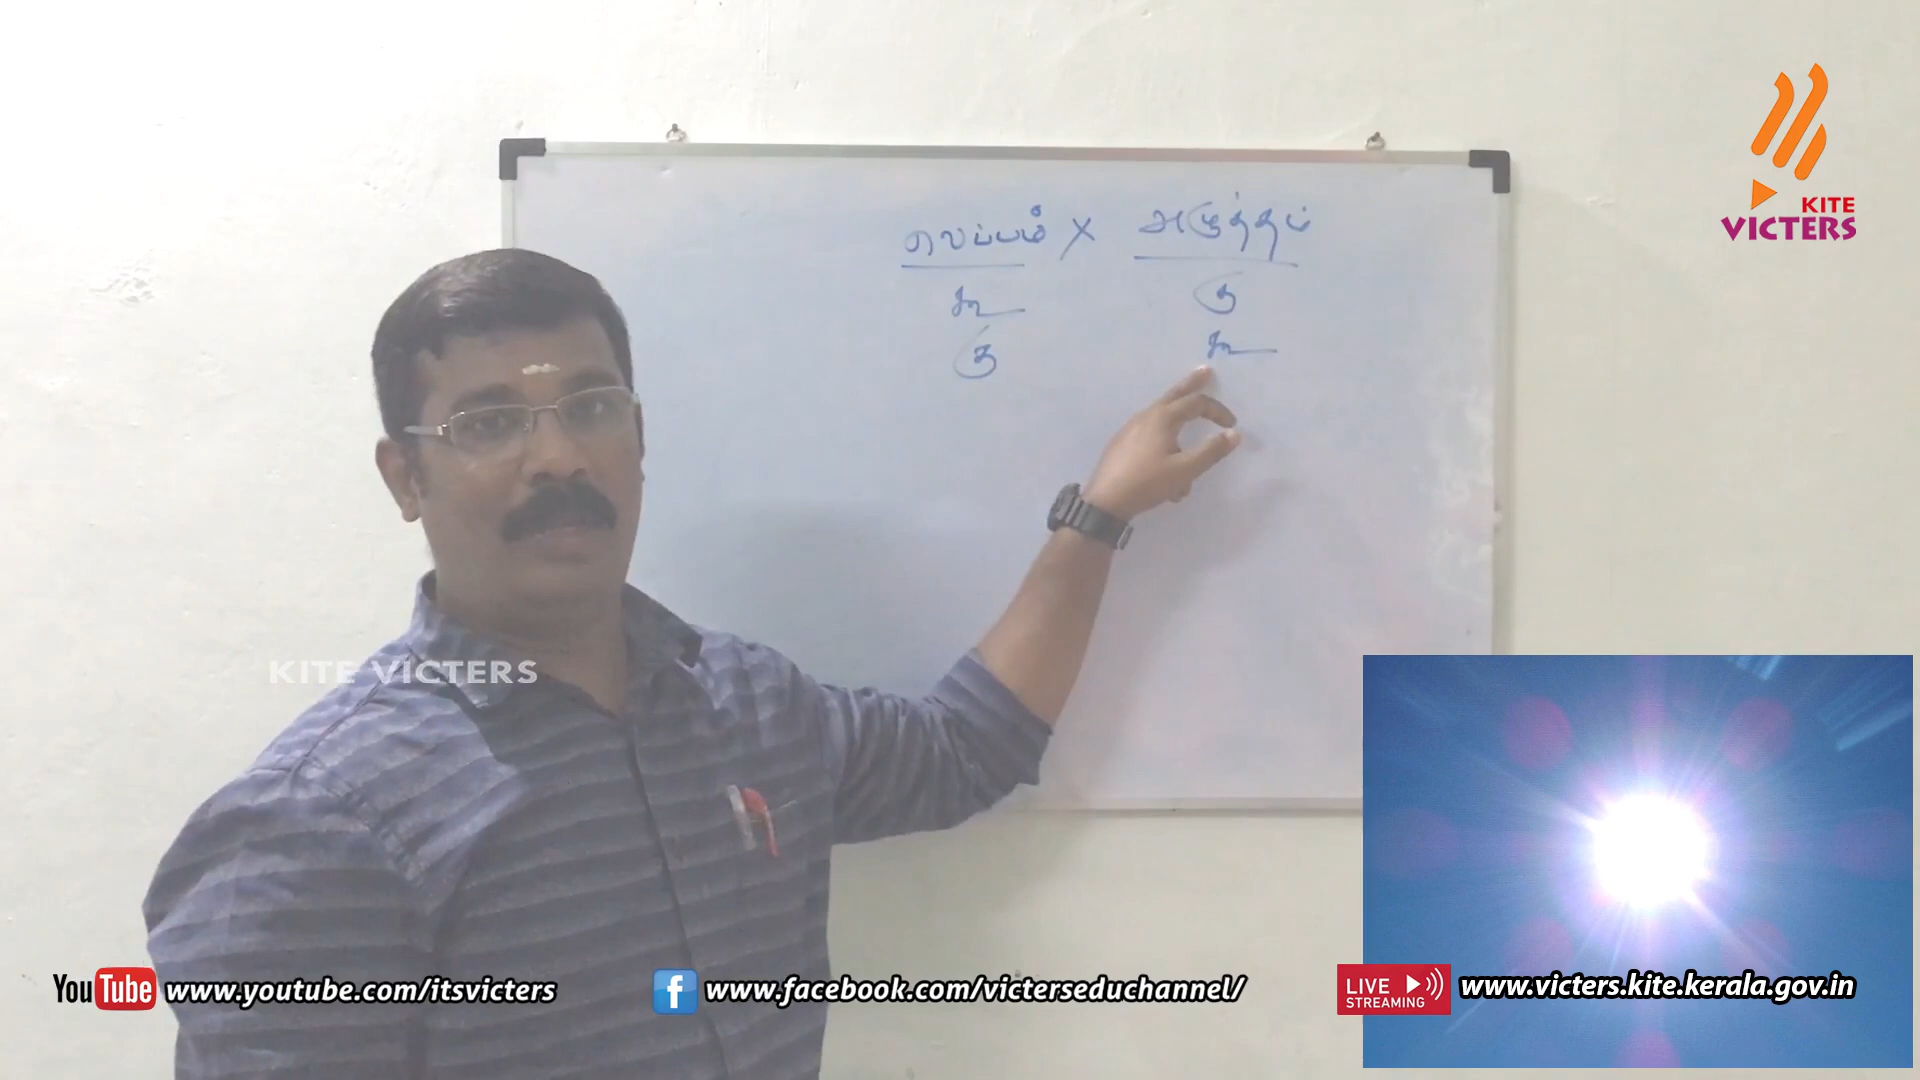 வெப்பம் X அழுத்தம்
கூ கு
கு கூ
KITE
VICTERS
KITE VICTERS
YouTube www.youtube.com/itsvicters
f www.facebook.com/victerseduchannel/
LIVE STREAMING www.victers.kite.kerala.gov.in